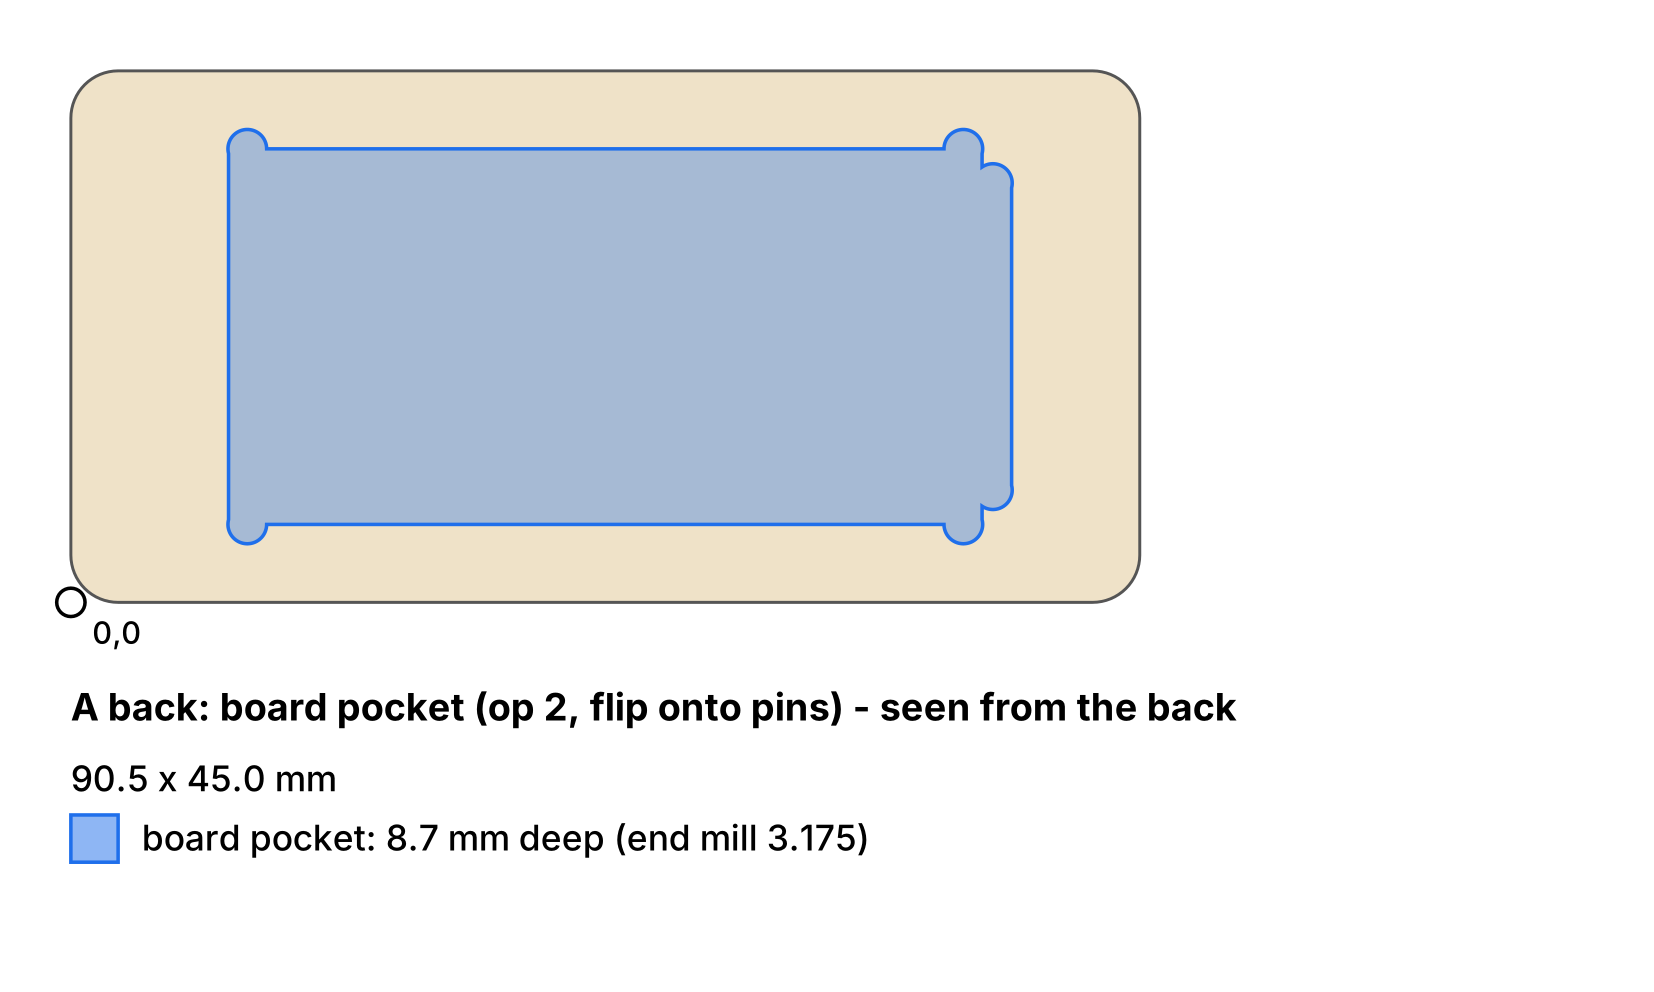 0,0
A back: board pocket (op 2, flip onto pins) - seen from the back
90.5 x 45.0 mm
board pocket: 8.7 mm deep (end mill 3.175)